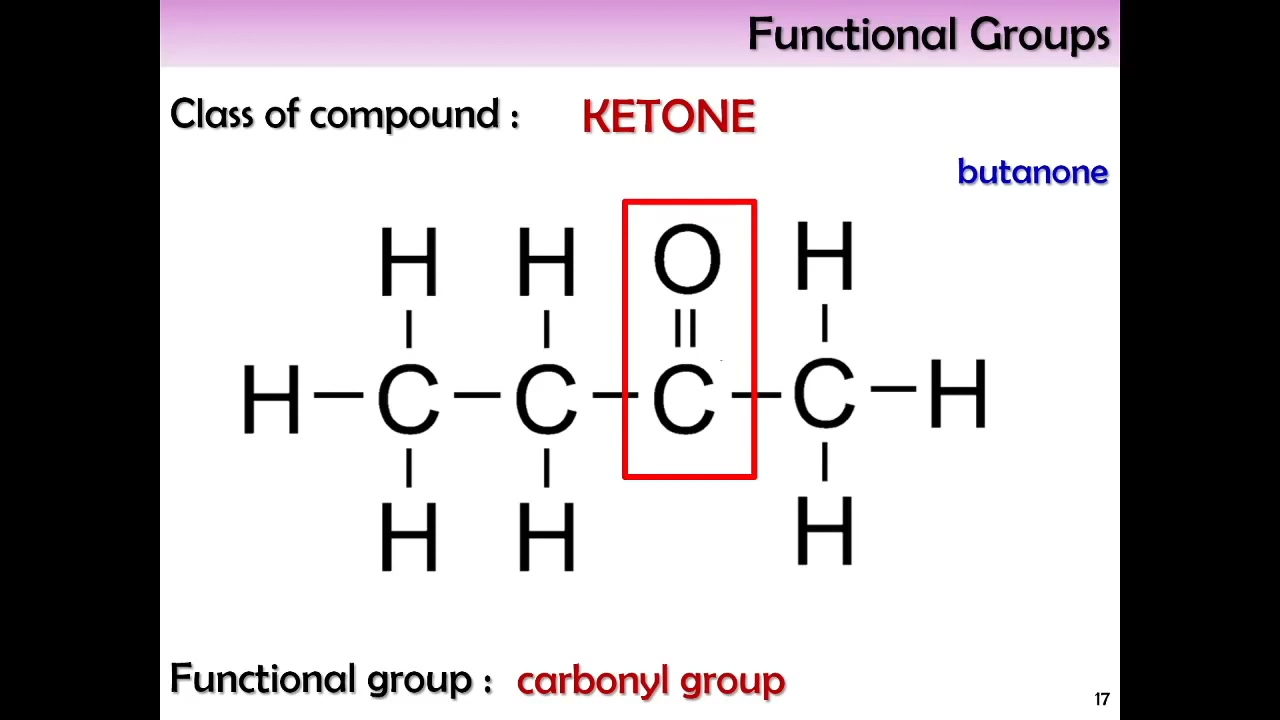 Functional Groups
Class of compound : KETONE
butanone
H H O H
H C C C C H
H H H
Functional group : carbonyl group
17